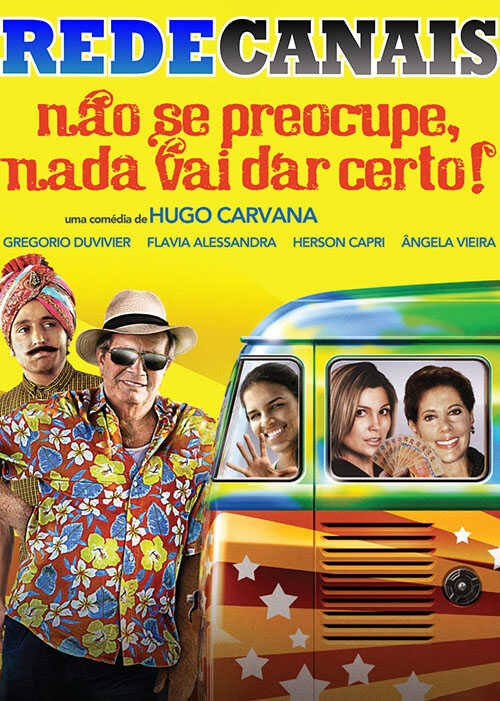 REDECANAIS
não se preocupe,
nada vai dar certo!
uma comédia de HUGO CARVANA
GREGORIO DUVIVIER FLAVIA ALESSANDRA HERSON CAPRI ÂNGELA VIEIRA